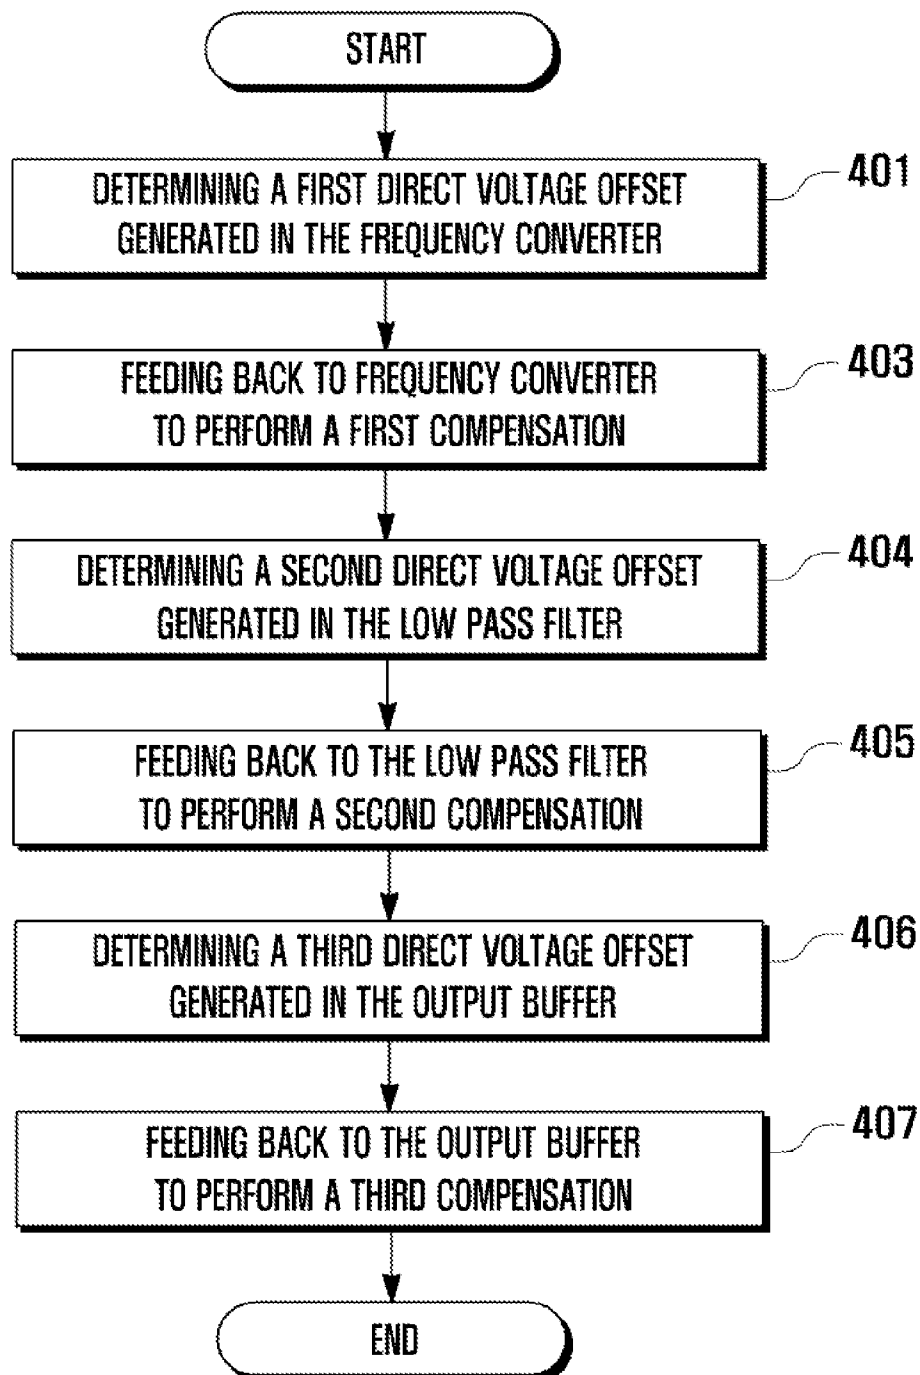 START
DETERMINING A FIRST DIRECT VOLTAGE OFFSET
GENERATED IN THE FREQUENCY CONVERTER
401
FEEDING BACK TO FREQUENCY CONVERTER
TO PERFORM A FIRST COMPENSATION
403
DETERMINING A SECOND DIRECT VOLTAGE OFFSET
GENERATED IN THE LOW PASS FILTER
404
FEEDING BACK TO THE LOW PASS FILTER
TO PERFORM A SECOND COMPENSATION
405
DETERMINING A THIRD DIRECT VOLTAGE OFFSET
GENERATED IN THE OUTPUT BUFFER
406
FEEDING BACK TO THE OUTPUT BUFFER
TO PERFORM A THIRD COMPENSATION
407
END